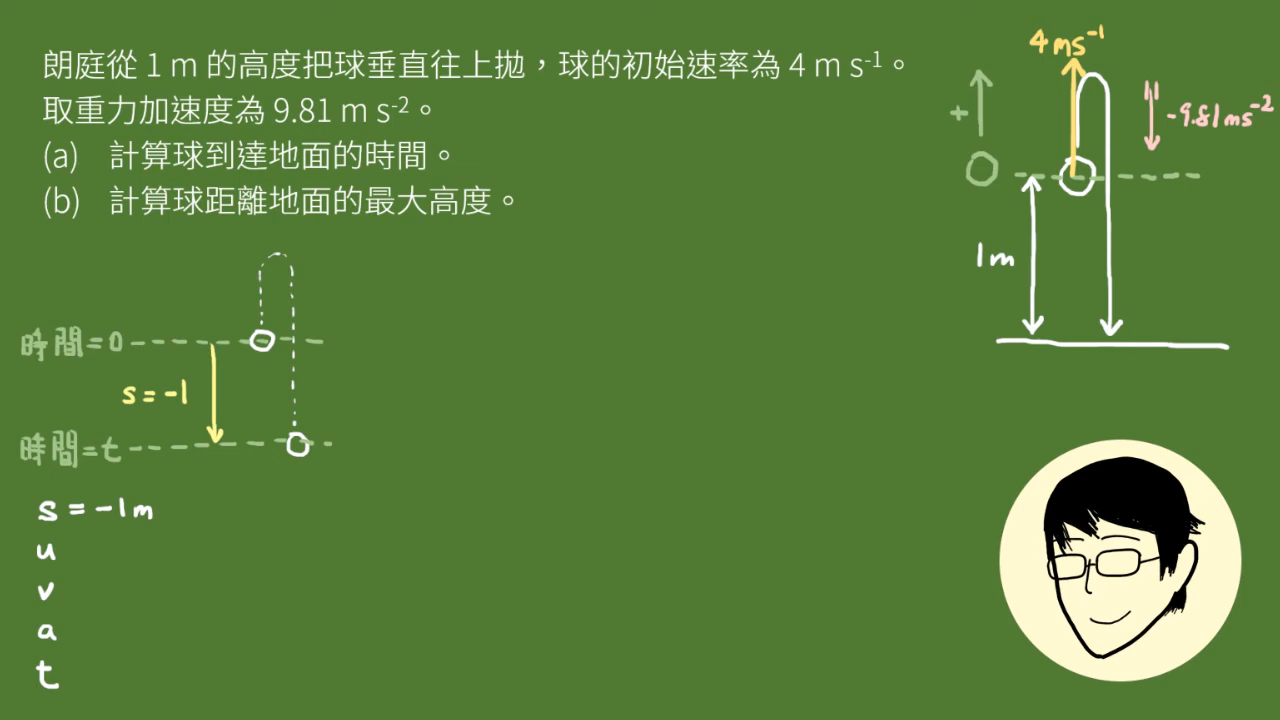 朗庭從 1 m 的高度把球垂直往上拋，球的初始速率為 4 m s-1。
取重力加速度為 9.81 m s-2。
(a) 計算球到達地面的時間。
(b) 計算球距離地面的最大高度。
4 ms-1
+
O
-9.81ms-2
1m
時間=0
s=-1
時間=t
s=-1m
u
v
a
t